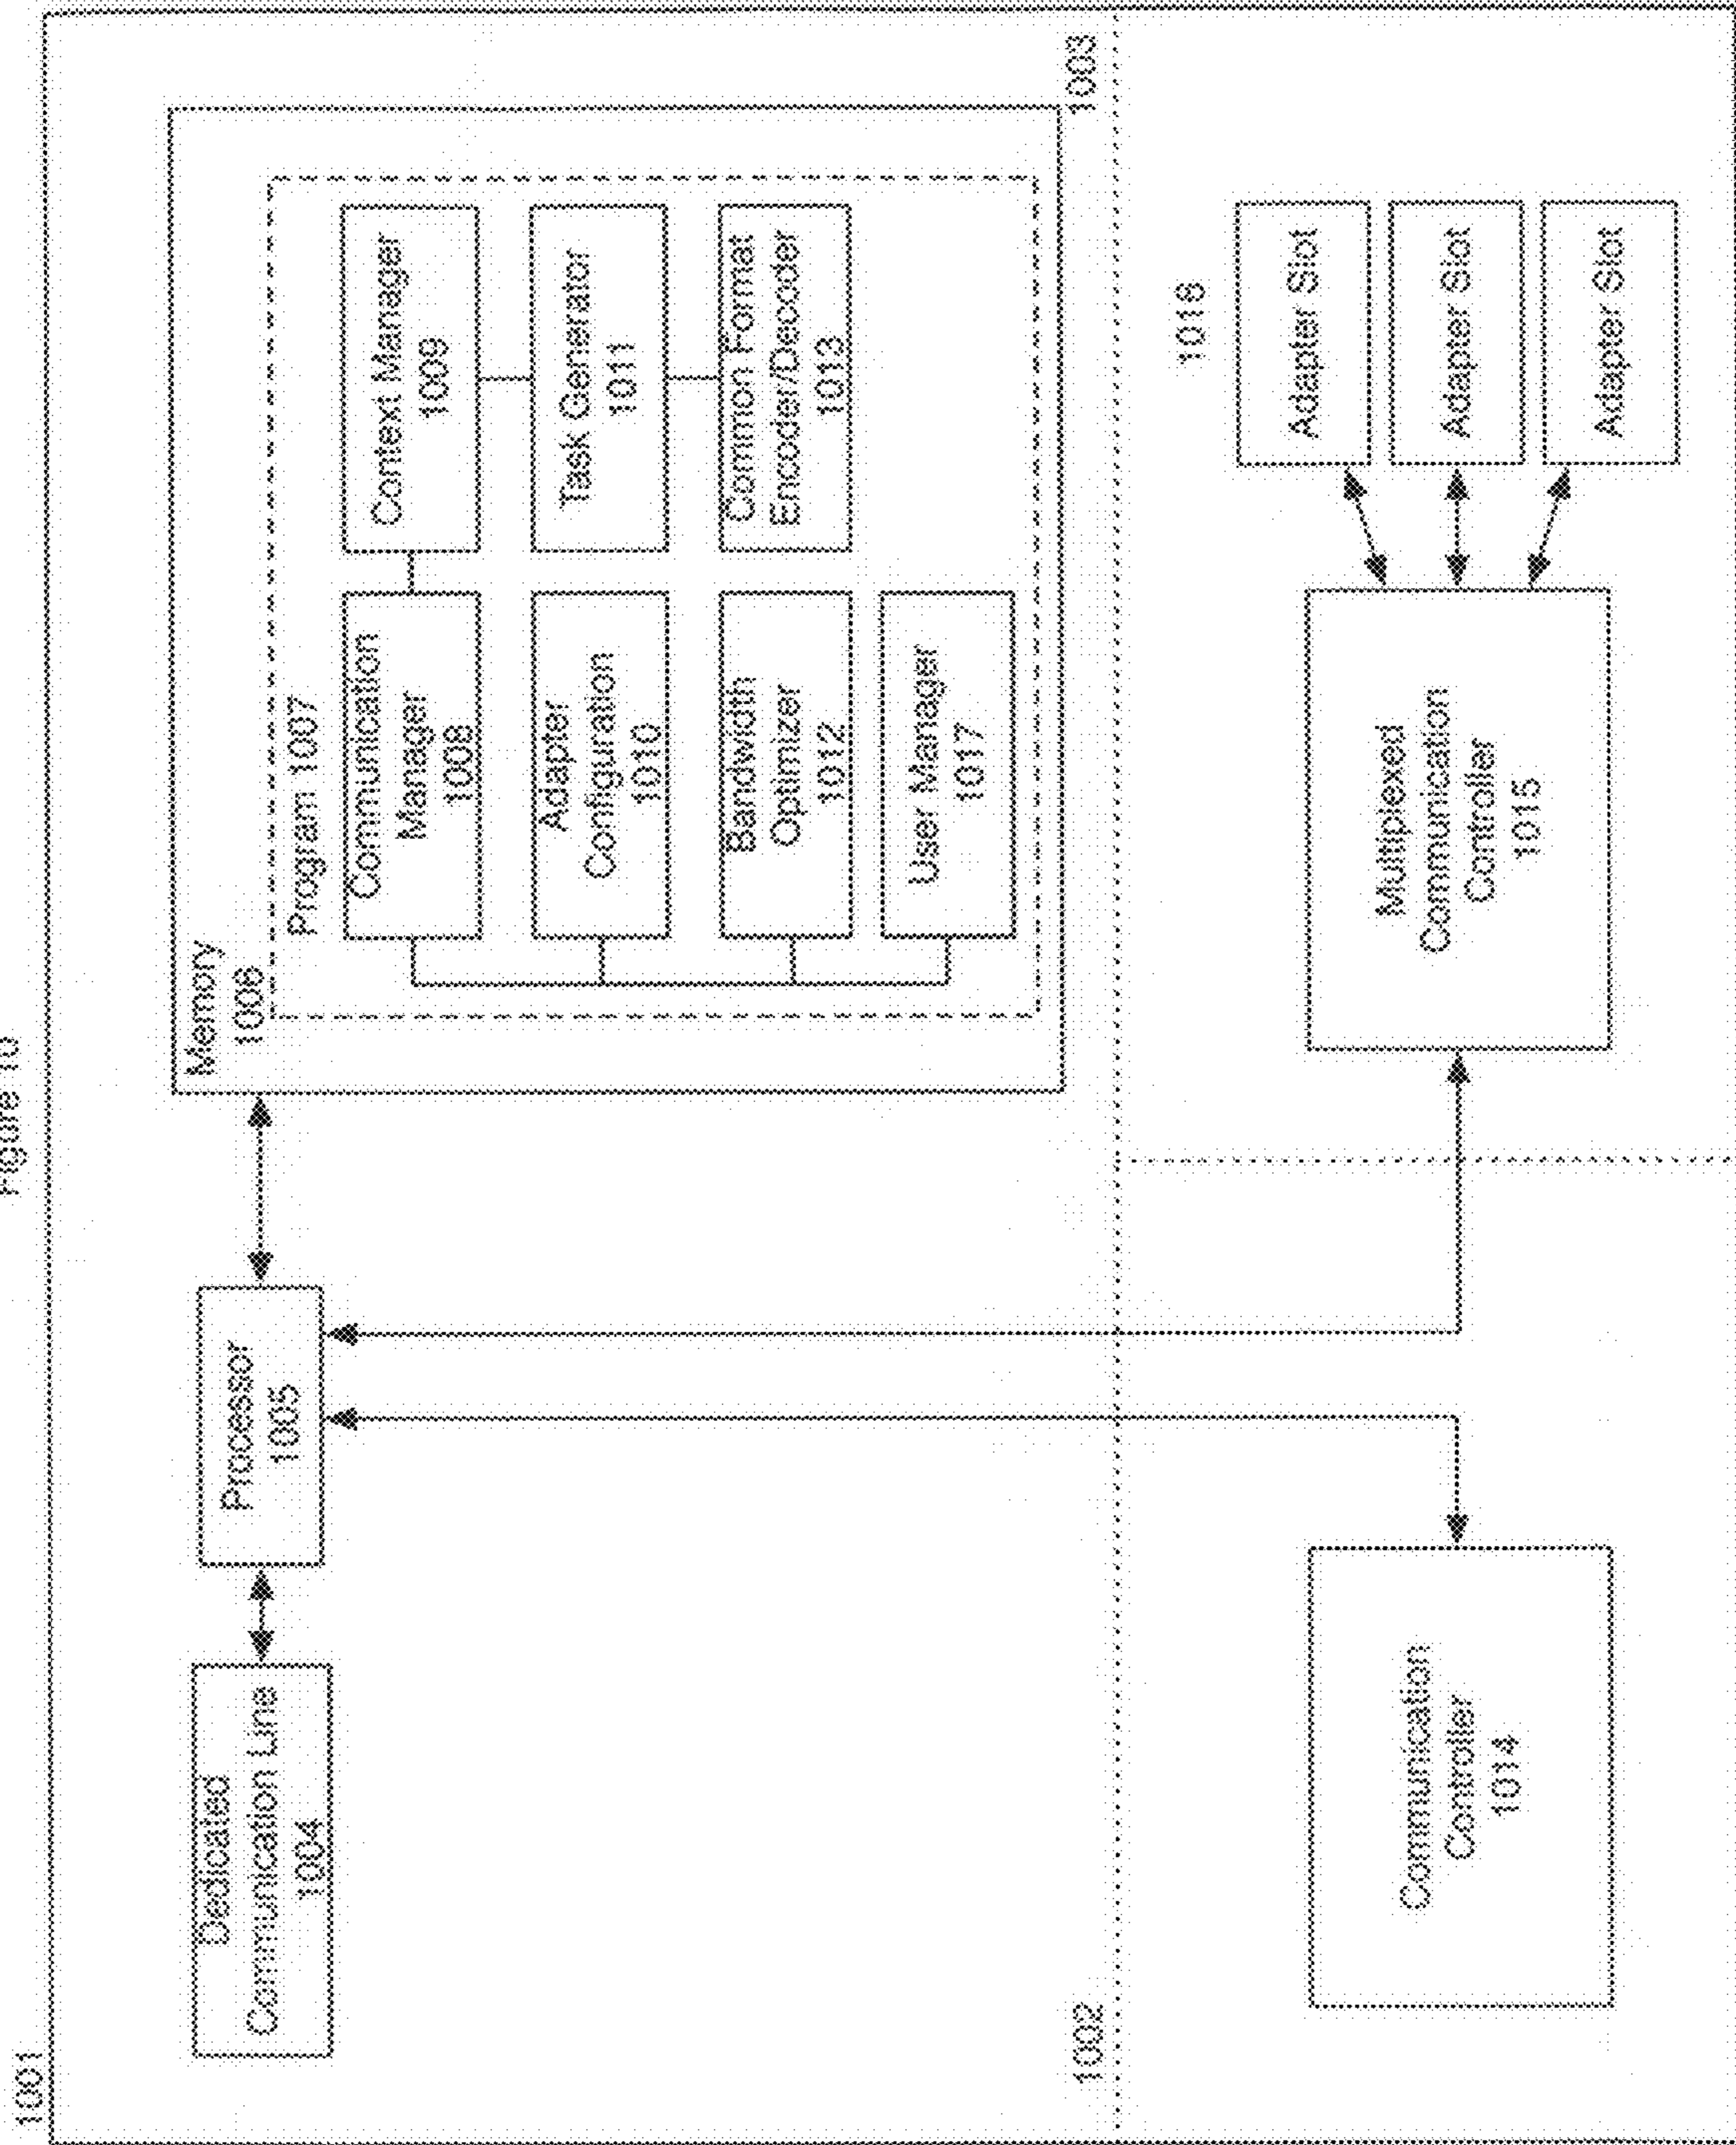 Figure 10
1001
Dedicated
Communication Line
1004
Processor
1005
Memory
1006
Program 1007
Communication
Manager
1008
Context Manager
1009
Adapter
Configuration
1010
Task Generator
1011
Bandwidth
Optimizer
1012
Common Format
Encoder/Decoder
1013
User Manager
1017
1002
1003
Communication
Controller
1014
Multiplexed
Communication
Controller
1015
1016
Adapter Slot
Adapter Slot
Adapter Slot